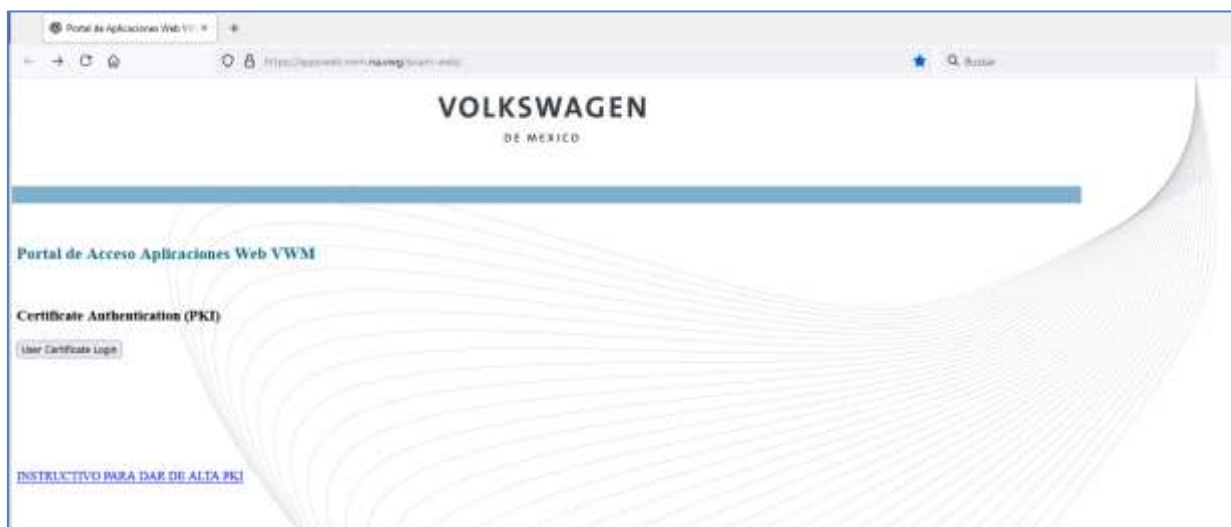 Portal de Aplicaciones Web
Buscar
VOLKSWAGEN
DE MEXICO
Portal de Acceso Aplicaciones Web VWM
Certificate Authentication (PKI)
User Certificate Login
INSTRUCTIVO PARA DAR DE ALTA PKI